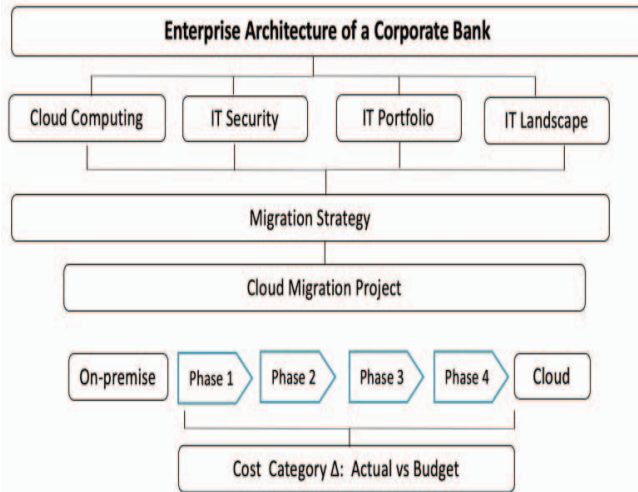 Enterprise Architecture of a Corporate Bank
Cloud Computing
IT Security
IT Portfolio
IT Landscape
Migration Strategy
Cloud Migration Project
On-premise
Phase 1
Phase 2
Phase 3
Phase 4
Cloud
Cost Category Δ: Actual vs Budget